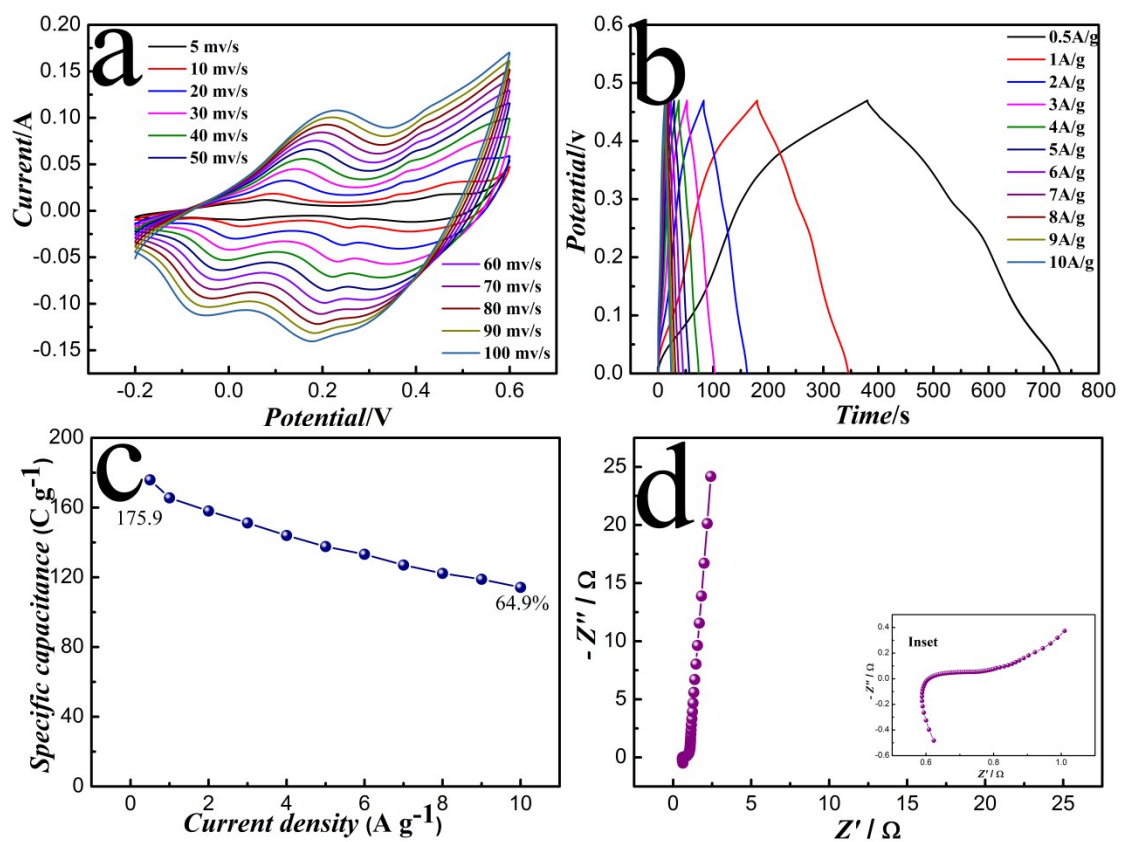 a
Current/A
0.20
0.15
0.10
0.05
0.00
-0.05
-0.10
-0.15
5 mv/s
10 mv/s
20 mv/s
30 mv/s
40 mv/s
50 mv/s
60 mv/s
70 mv/s
80 mv/s
90 mv/s
100 mv/s
-0.2 0.0 0.2 0.4 0.6
Potential/V
b
Potential/v
0.6
0.5
0.4
0.3
0.2
0.1
0.0
0.5A/g
1A/g
2A/g
3A/g
4A/g
5A/g
6A/g
7A/g
8A/g
9A/g
10A/g
0 100 200 300 400 500 600 700 800
Time/s
c
Specific capacitance (C g-1)
200
160
120
80
40
0
175.9
64.9%
0 2 4 6 8 10
Current density (A g-1)
d
- Z'' / Ω
25
20
15
10
5
0
0 5 10 15 20 25
Z' / Ω
Inset
- Z'' / Ω
0.4
0.2
0.0
-0.2
-0.4
-0.6
0.6 0.8 1.0
Z' / Ω